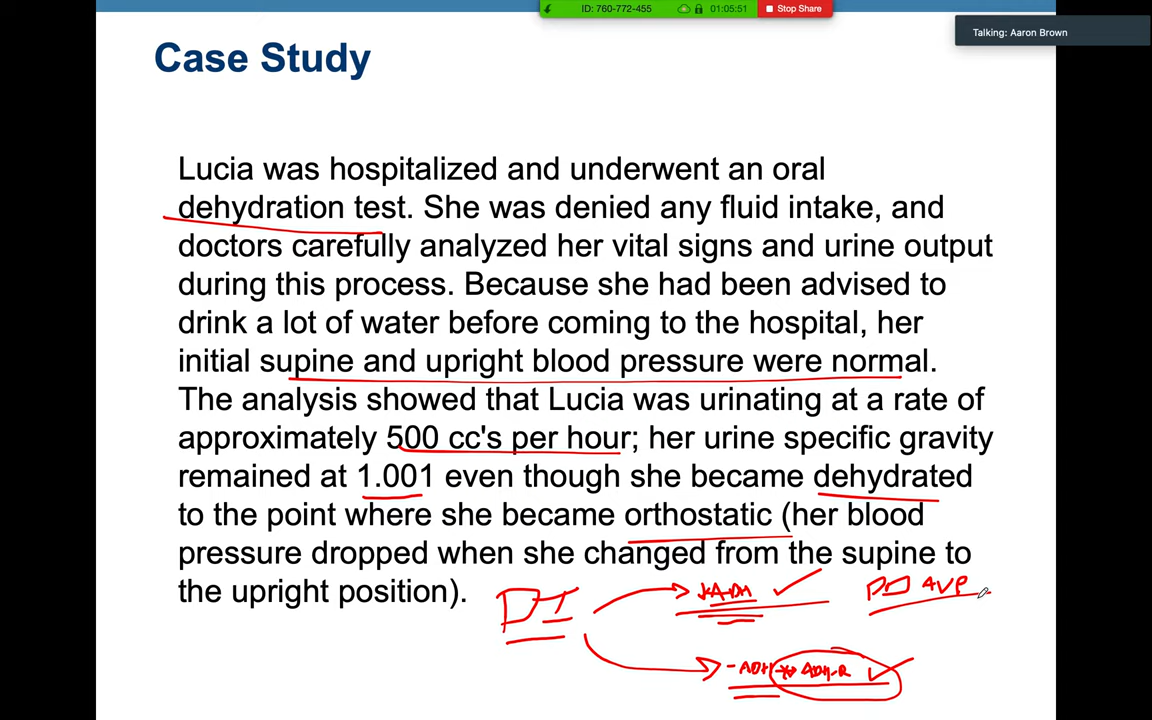 ID: 760-772-455
01:05:51
Stop Share
Talking: Aaron Brown
Case Study
Lucia was hospitalized and underwent an oral
dehydration test. She was denied any fluid intake, and
doctors carefully analyzed her vital signs and urine output
during this process. Because she had been advised to
drink a lot of water before coming to the hospital, her
initial supine and upright blood pressure were normal.
The analysis showed that Lucia was urinating at a rate of
approximately 500 cc's per hour; her urine specific gravity
remained at 1.001 even though she became dehydrated
to the point where she became orthostatic (her blood
pressure dropped when she changed from the supine to
the upright position).
DI
DDAVP
ADH ADH-R